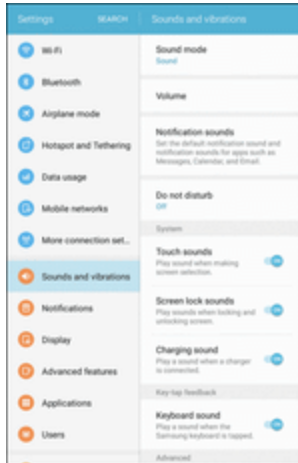 Settings
SEARCH
Wi-Fi
Bluetooth
Airplane mode
Hotspot and Tethering
Data usage
Mobile networks
More connection set..
Sounds and vibrations
Notifications
Display
Advanced features
Applications
Users
Sounds and vibrations
Sound mode
Sound
Volume
Notification sounds
Set the default notification sound and
notification sounds for apps such as
Messages, Calendar, and Email.
Do not disturb
Off
System
Touch sounds
Play sound when making
screen selection.
ON
Screen lock sounds
Play sounds when locking and
unlocking screen.
ON
Charging sound
Play a sound when a charger
is connected.
ON
Key-tap feedback
Keyboard sound
Play a sound when the
Samsung keyboard is tapped.
ON
Advanced